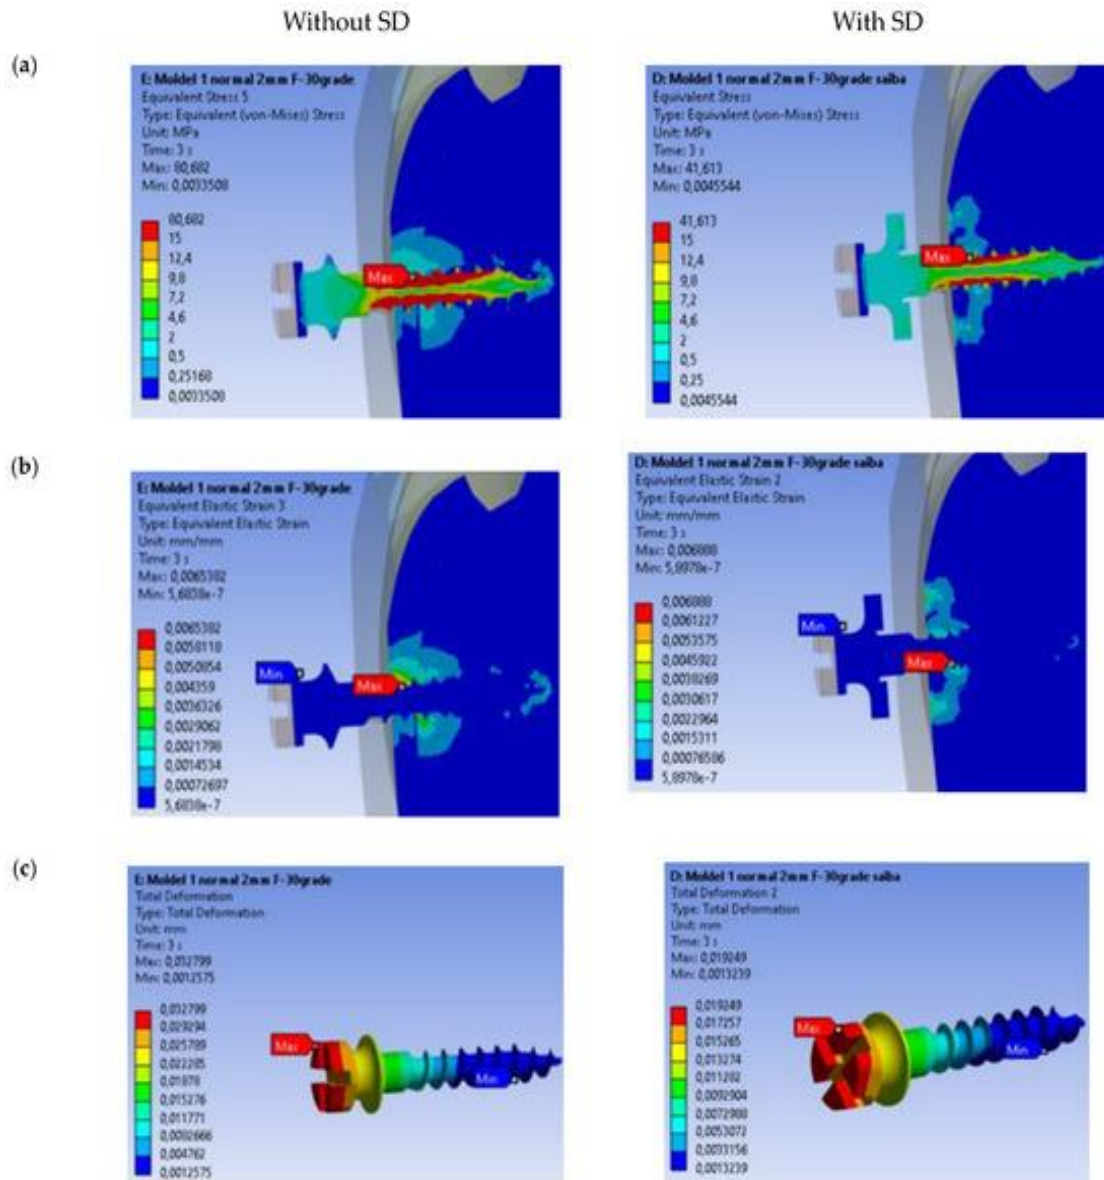 Without SD
With SD
(a)
E: Moldel 1 normal 2mm F-30grade
Equivalent Stress 5
Type: Equivalent (von-Mises) Stress
Unit: MPa
Time: 3 s
Max: 80,682
Min: 0,0033508
80,682
15
12,4
9,8
7,2
4,6
2
0,5
0,25168
0,0033508
Max
D: Moldel 1 normal 2mm F-30grade saiba
Equivalent Stress
Type: Equivalent (von-Mises) Stress
Unit: MPa
Time: 3 s
Max: 41,613
Min: 0,0045544
41,613
15
12,4
9,8
7,2
4,6
2
0,5
0,25
0,0045544
Max
(b)
E: Moldel 1 normal 2mm F-30grade
Equivalent Elastic Strain 3
Type: Equivalent Elastic Strain
Unit: mm/mm
Time: 3 s
Max: 0,0065382
Min: 5,6838e-7
0,0065382
0,0058118
0,0050854
0,004359
0,0036326
0,0029062
0,0021798
0,0014534
0,00072697
5,6838e-7
Min
Max
D: Moldel 1 normal 2mm F-30grade saiba
Equivalent Elastic Strain 2
Type: Equivalent Elastic Strain
Unit: mm/mm
Time: 3 s
Max: 0,006888
Min: 5,8978e-7
0,006888
0,0061227
0,0053575
0,0045922
0,0038269
0,0030617
0,0022964
0,0015311
0,00076586
5,8978e-7
Min
Max
(c)
E: Moldel 1 normal 2mm F-30grade
Total Deformation
Type: Total Deformation
Unit: mm
Time: 3 s
Max: 0,032799
Min: 0,0012575
0,032799
0,029294
0,025789
0,022285
0,01878
0,015276
0,011771
0,0082666
0,004762
0,0012575
Max
Min
D: Moldel 1 normal 2mm F-30grade saiba
Total Deformation 2
Type: Total Deformation
Unit: mm
Time: 3 s
Max: 0,019249
Min: 0,0013239
0,019249
0,017257
0,015265
0,013274
0,011282
0,0092904
0,0072988
0,0053072
0,0033156
0,0013239
Max
Min